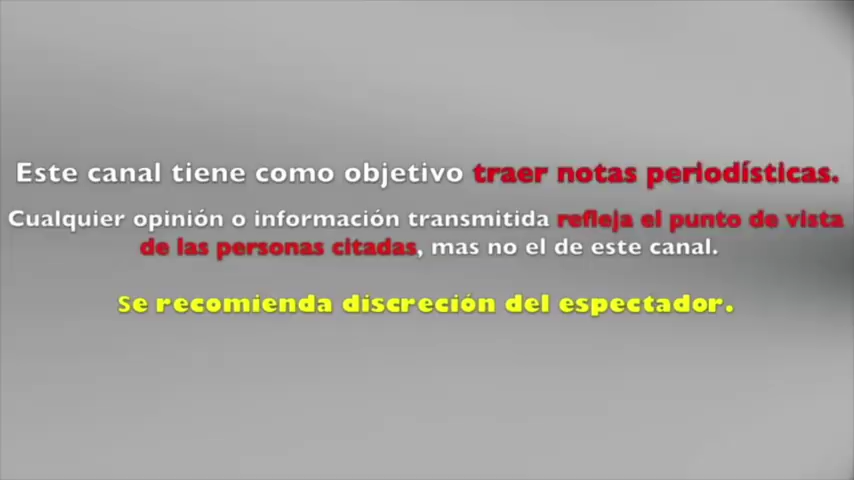 Este canal tiene como objetivo traer notas periodísticas.
Cualquier opinión o información transmitida refleja el punto de vista
de las personas citadas, mas no el de este canal.
Se recomienda discreción del espectador.